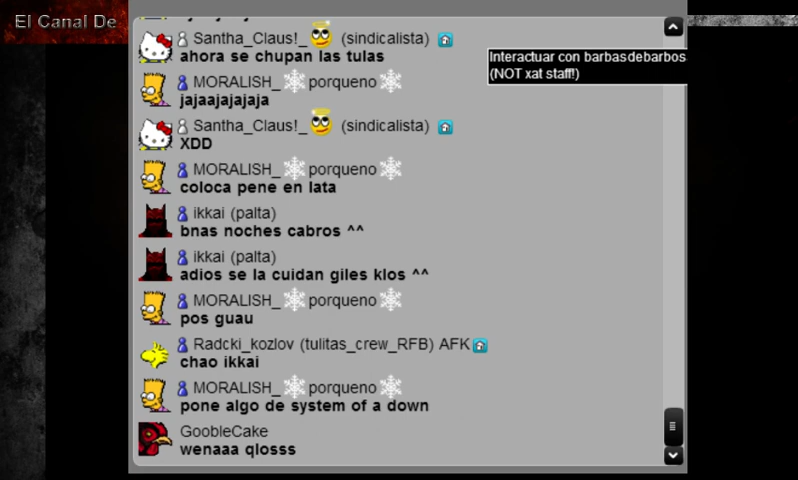 El Canal De
Santha_Claus!_ (sindicalista)
ahora se chupan las tulas
Interactuar con barbasdebarbos
(NOT xat staff!)
MORALISH_ porqueno
jajaajajajaja
Santha_Claus!_ (sindicalista)
XDD
MORALISH_ porqueno
coloca pene en lata
ikkai (palta)
bnas noches cabros ^^
ikkai (palta)
adios se la cuidan giles klos ^^
MORALISH_ porqueno
pos guau
Radcki_kozlov (tulitas_crew_RFB) AFK
chao ikkai
MORALISH_ porqueno
pone algo de system of a down
GoobleCake
wenaaa qlosss